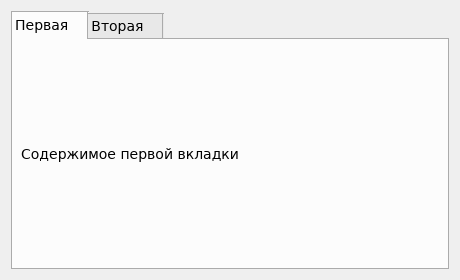 Первая
Вторая
Содержимое первой вкладки